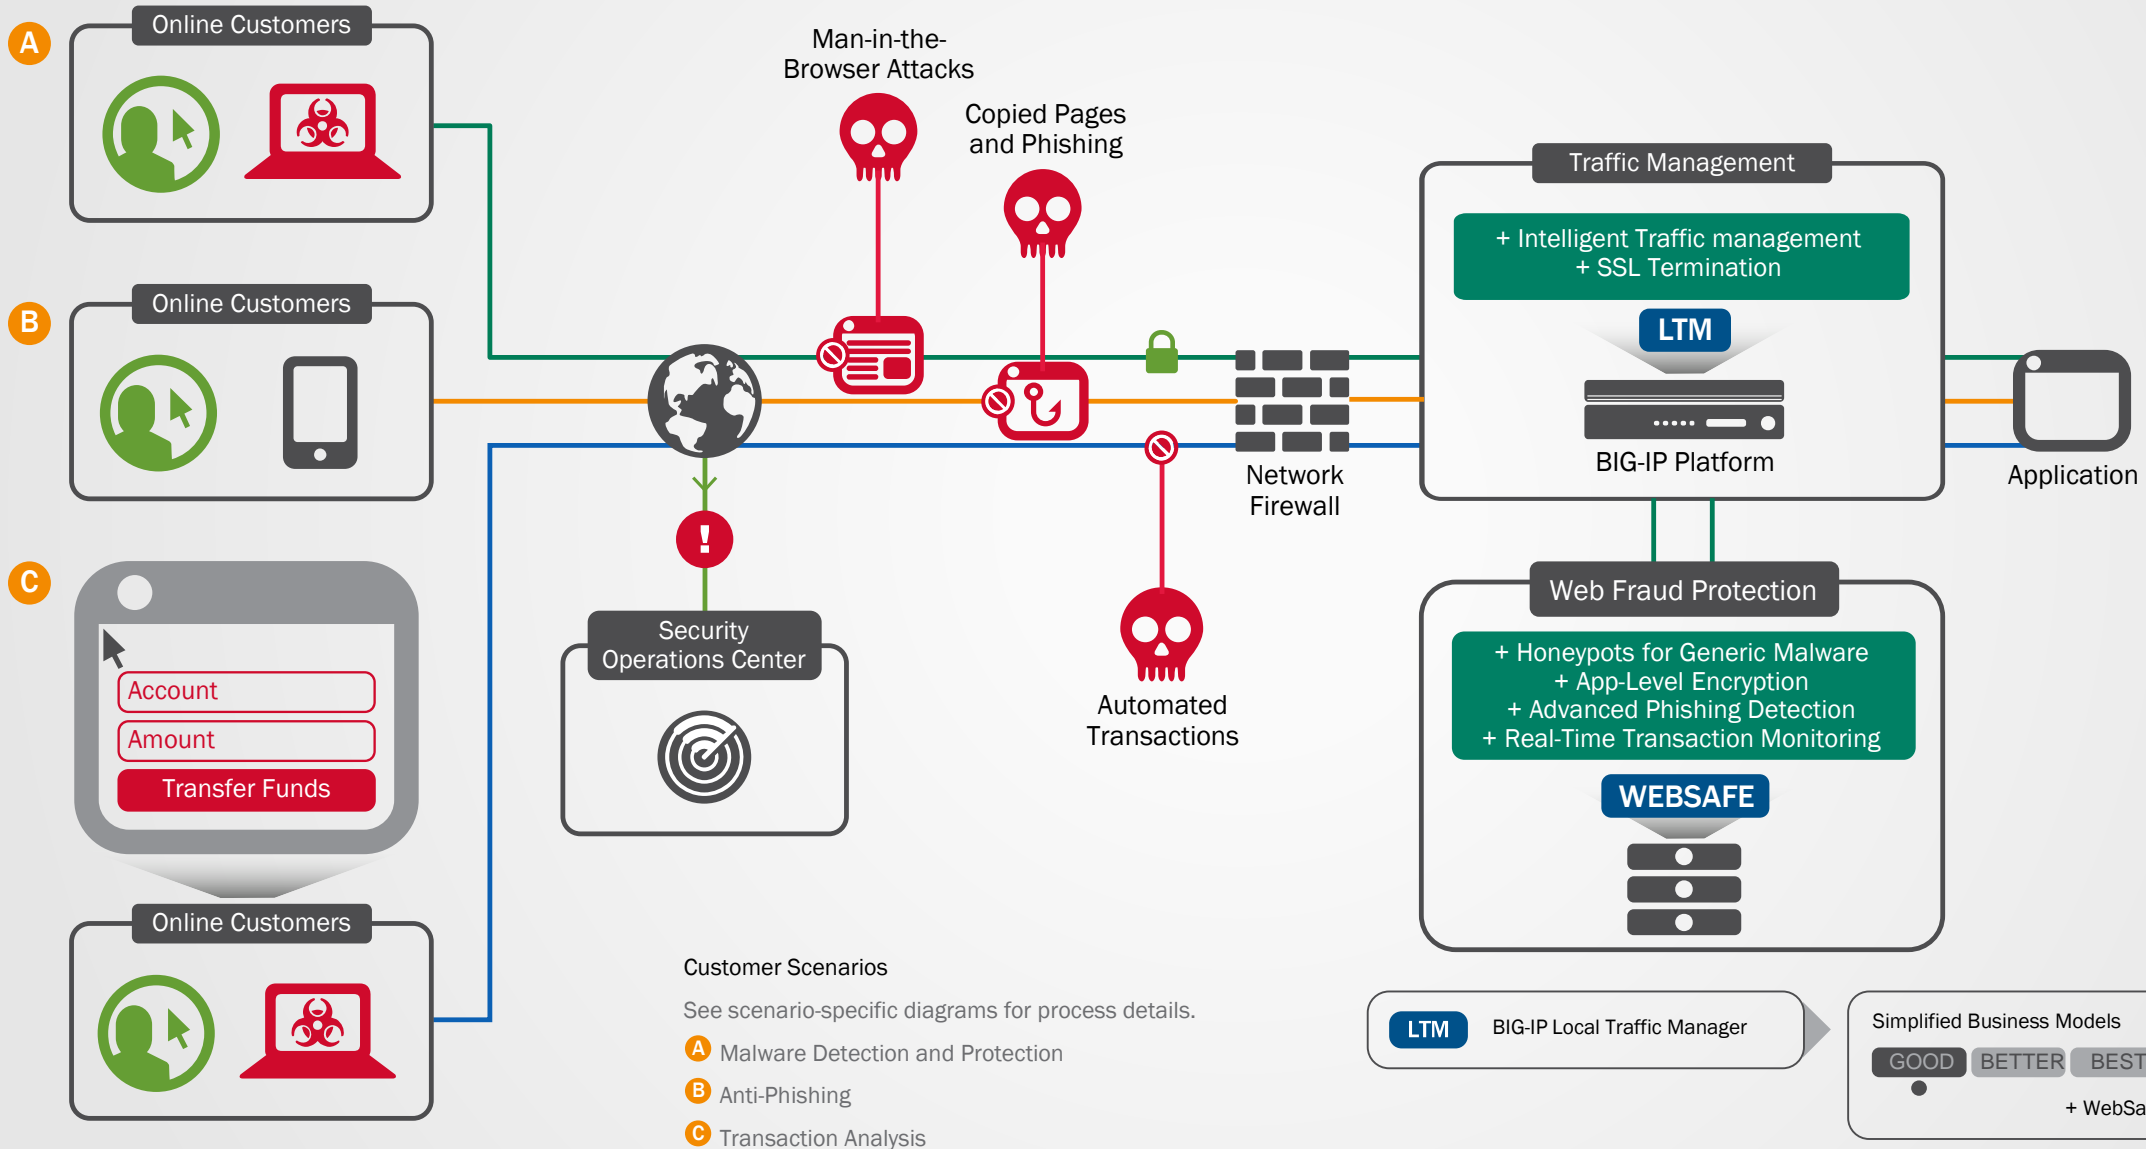 A
Online Customers
B
Online Customers
C
Account
Amount
Transfer Funds
Online Customers
Man-in-the-
Browser Attacks
Copied Pages
and Phishing
!
Security
Operations Center
Automated
Transactions
Network
Firewall
Traffic Management
+ Intelligent Traffic management
+ SSL Termination
LTM
BIG-IP Platform
Application
Web Fraud Protection
+ Honeypots for Generic Malware
+ App-Level Encryption
+ Advanced Phishing Detection
+ Real-Time Transaction Monitoring
WEBSAFE
Customer Scenarios
See scenario-specific diagrams for process details.
A Malware Detection and Protection
B Anti-Phishing
C Transaction Analysis
LTM BIG-IP Local Traffic Manager
Simplified Business Models
GOOD BETTER BEST
+ WebSa